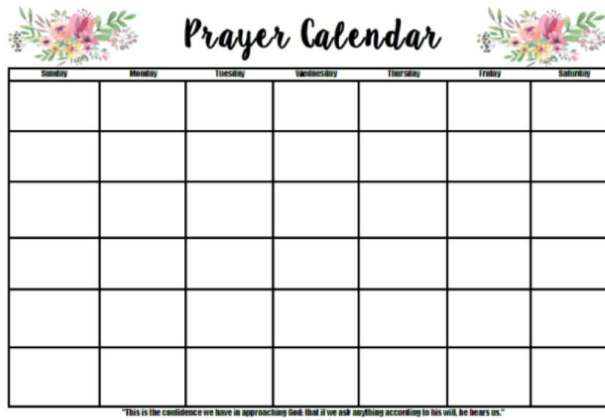 Prayer Calendar
Sunday Monday Tuesday Wednesday Thursday Friday Saturday
"This is the confidence we have in approaching God: that if we ask anything according to his will, he hears us."